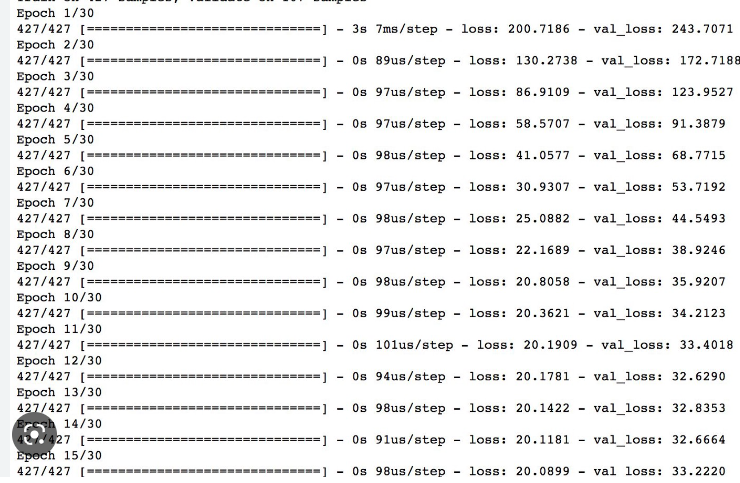 Epoch 1/30
427/427 [==============================] - 3s 7ms/step - loss: 200.7186 - val_loss: 243.7071
Epoch 2/30
427/427 [==============================] - 0s 89us/step - loss: 130.2738 - val_loss: 172.7188
Epoch 3/30
427/427 [==============================] - 0s 97us/step - loss: 86.9109 - val_loss: 123.9527
Epoch 4/30
427/427 [==============================] - 0s 97us/step - loss: 58.5707 - val_loss: 91.3879
Epoch 5/30
427/427 [==============================] - 0s 98us/step - loss: 41.0577 - val_loss: 68.7715
Epoch 6/30
427/427 [==============================] - 0s 97us/step - loss: 30.9307 - val_loss: 53.7192
Epoch 7/30
427/427 [==============================] - 0s 98us/step - loss: 25.0882 - val_loss: 44.5493
Epoch 8/30
427/427 [==============================] - 0s 97us/step - loss: 22.1689 - val_loss: 38.9246
Epoch 9/30
427/427 [==============================] - 0s 98us/step - loss: 20.8058 - val_loss: 35.9207
Epoch 10/30
427/427 [==============================] - 0s 99us/step - loss: 20.3621 - val_loss: 34.2123
Epoch 11/30
427/427 [==============================] - 0s 101us/step - loss: 20.1909 - val_loss: 33.4018
Epoch 12/30
427/427 [==============================] - 0s 94us/step - loss: 20.1781 - val_loss: 32.6290
Epoch 13/30
427/427 [==============================] - 0s 98us/step - loss: 20.1422 - val_loss: 32.8353
Epoch 14/30
427/427 [==============================] - 0s 91us/step - loss: 20.1181 - val_loss: 32.6664
Epoch 15/30
427/427 [==============================] - 0s 98us/step - loss: 20.0899 - val_loss: 33.2220